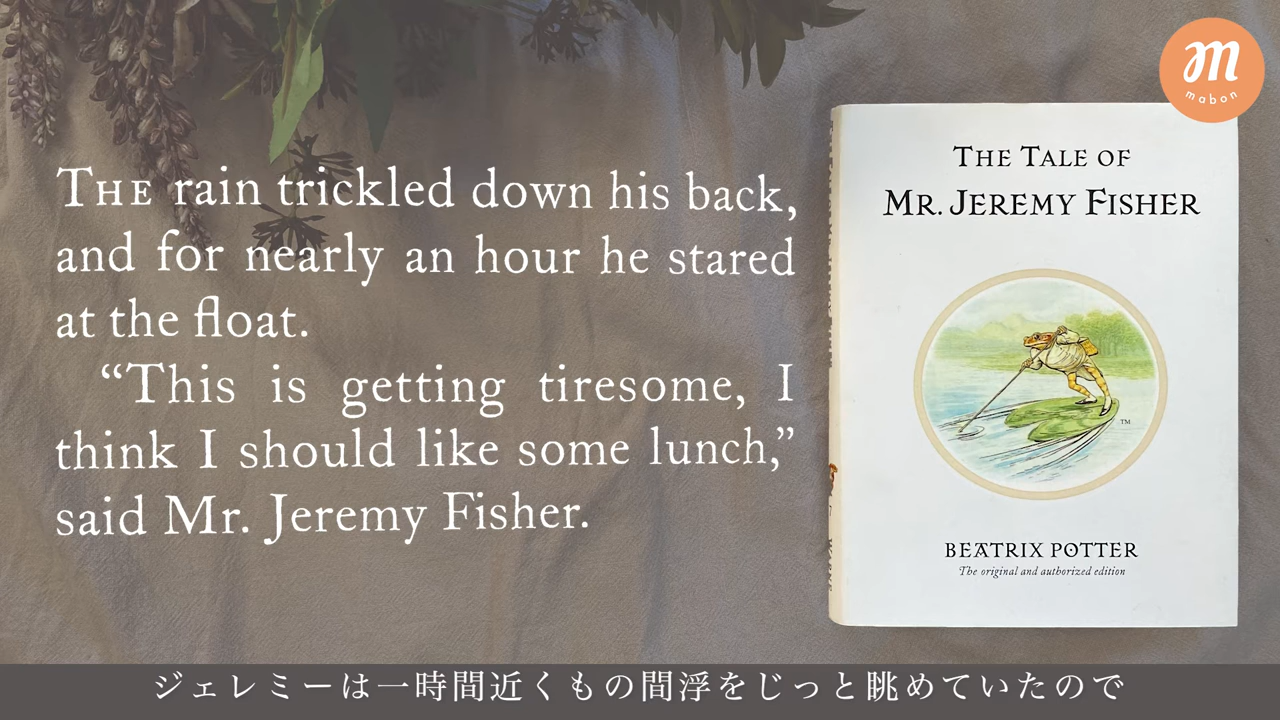 THE rain trickled down his back,
and for nearly an hour he stared
at the float.
“This is getting tiresome, I
think I should like some lunch,”
said Mr. Jeremy Fisher.
m
mabon
THE TALE OF
MR. JEREMY FISHER
TM
BEATRIX POTTER
The original and authorized edition
ジェレミーは一時間近くもの間浮をじっと眺めていたので